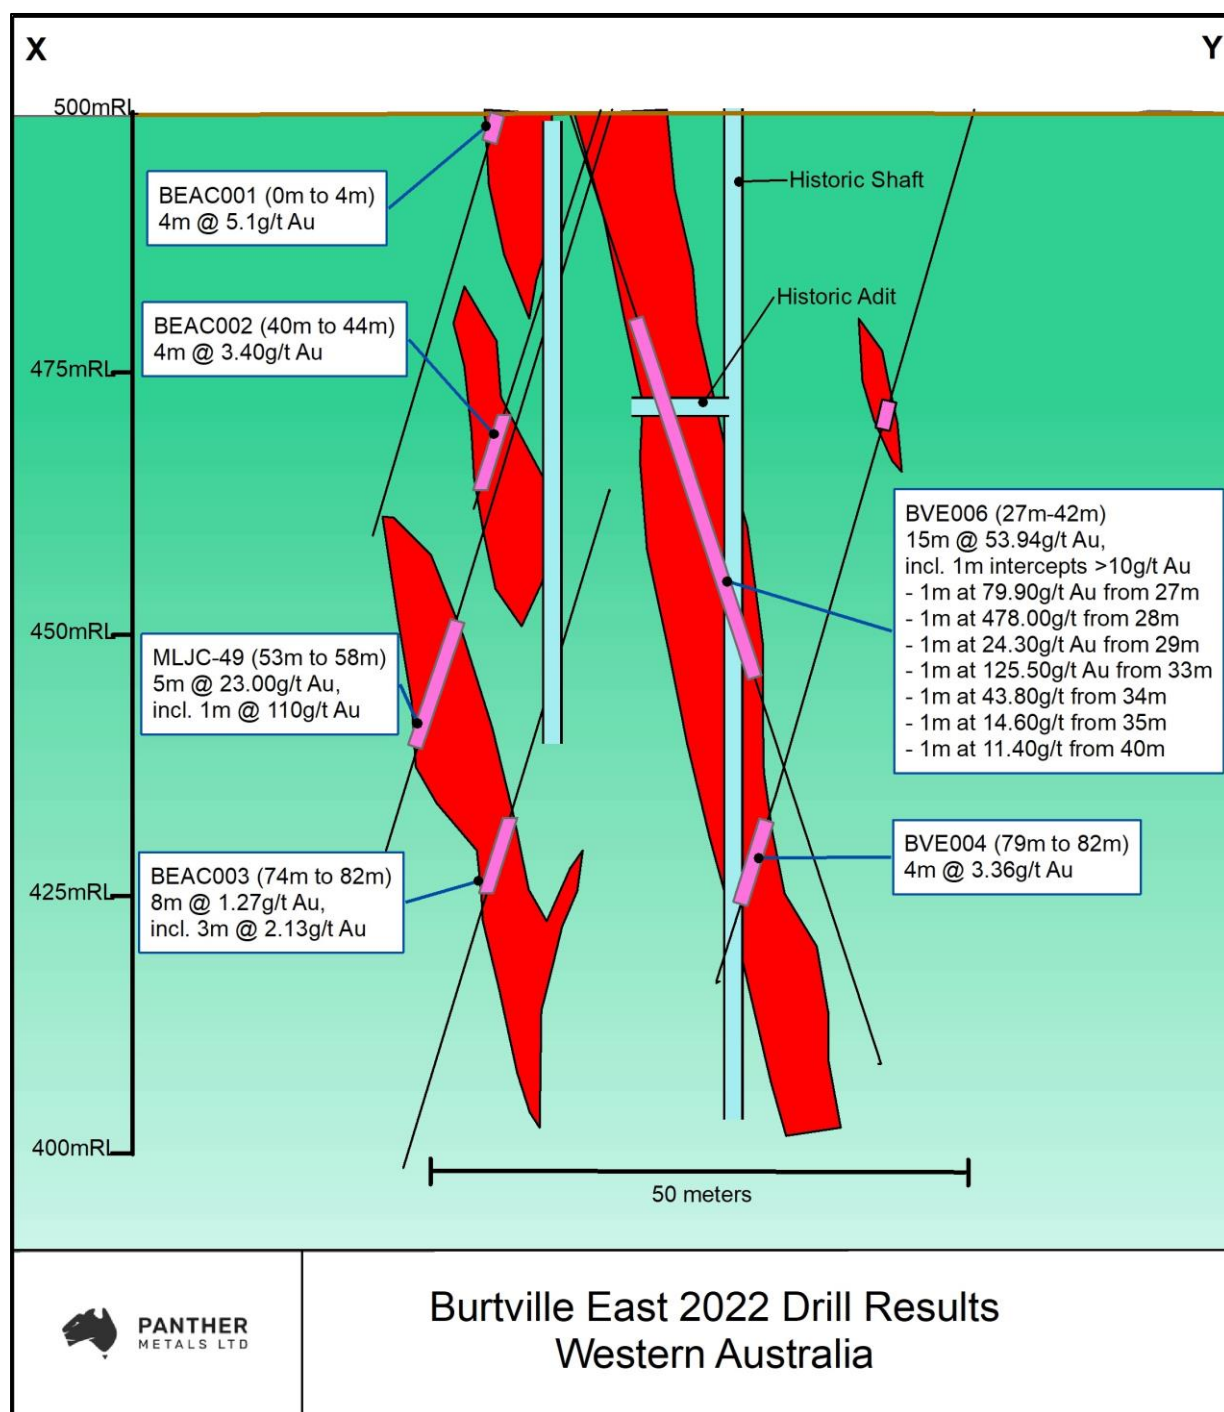 X
Y
500mRL
BEAC001 (0m to 4m)
4m @ 5.1g/t Au
Historic Shaft
Historic Adit
BEAC002 (40m to 44m)
4m @ 3.40g/t Au
475mRL
BVE006 (27m-42m)
15m @ 53.94g/t Au,
incl. 1m intercepts >10g/t Au
- 1m at 79.90g/t Au from 27m
- 1m at 478.00g/t from 28m
- 1m at 24.30g/t Au from 29m
- 1m at 125.50g/t Au from 33m
- 1m at 43.80g/t from 34m
- 1m at 14.60g/t from 35m
- 1m at 11.40g/t from 40m
450mRL
MLJC-49 (53m to 58m)
5m @ 23.00g/t Au,
incl. 1m @ 110g/t Au
BVE004 (79m to 82m)
4m @ 3.36g/t Au
BEAC003 (74m to 82m)
8m @ 1.27g/t Au,
incl. 3m @ 2.13g/t Au
425mRL
400mRL
50 meters
PANTHER
METALS LTD
Burtville East 2022 Drill Results
Western Australia